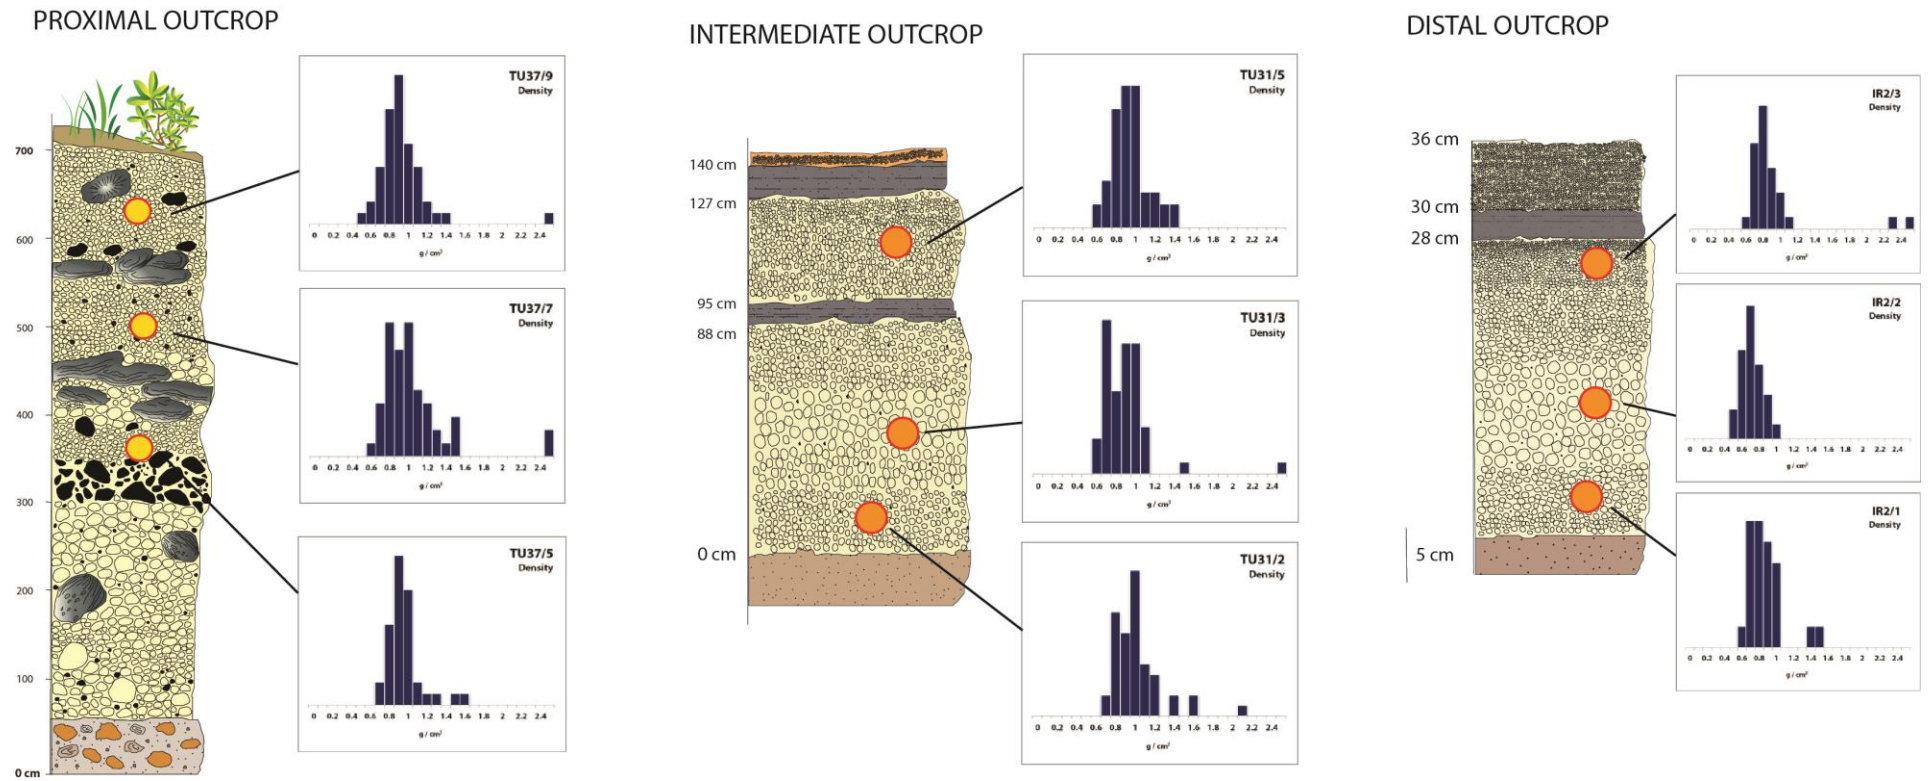 PROXIMAL OUTCROP
700
600
500
400
300
200
100
0 cm
TU37/9
Density
0 0.2 0.4 0.6 0.8 1 1.2 1.4 1.6 1.8 2 2.2 2.4
g / cm³
TU37/7
Density
0 0.2 0.4 0.6 0.8 1 1.2 1.4 1.6 1.8 2 2.2 2.4
g / cm³
TU37/5
Density
0 0.2 0.4 0.6 0.8 1 1.2 1.4 1.6 1.8 2 2.2 2.4
g / cm³
INTERMEDIATE OUTCROP
140 cm
127 cm
95 cm
88 cm
0 cm
TU31/5
Density
0 0.2 0.4 0.6 0.8 1 1.2 1.4 1.6 1.8 2 2.2 2.4
g / cm³
TU31/3
Density
0 0.2 0.4 0.6 0.8 1 1.2 1.4 1.6 1.8 2 2.2 2.4
g / cm³
TU31/2
Density
0 0.2 0.4 0.6 0.8 1 1.2 1.4 1.6 1.8 2 2.2 2.4
g / cm³
DISTAL OUTCROP
36 cm
30 cm
28 cm
5 cm
IR2/3
Density
0 0.2 0.4 0.6 0.8 1 1.2 1.4 1.6 1.8 2 2.2 2.4
g / cm³
IR2/2
Density
0 0.2 0.4 0.6 0.8 1 1.2 1.4 1.6 1.8 2 2.2 2.4
g / cm³
IR2/1
Density
0 0.2 0.4 0.6 0.8 1 1.2 1.4 1.6 1.8 2 2.2 2.4
g / cm³